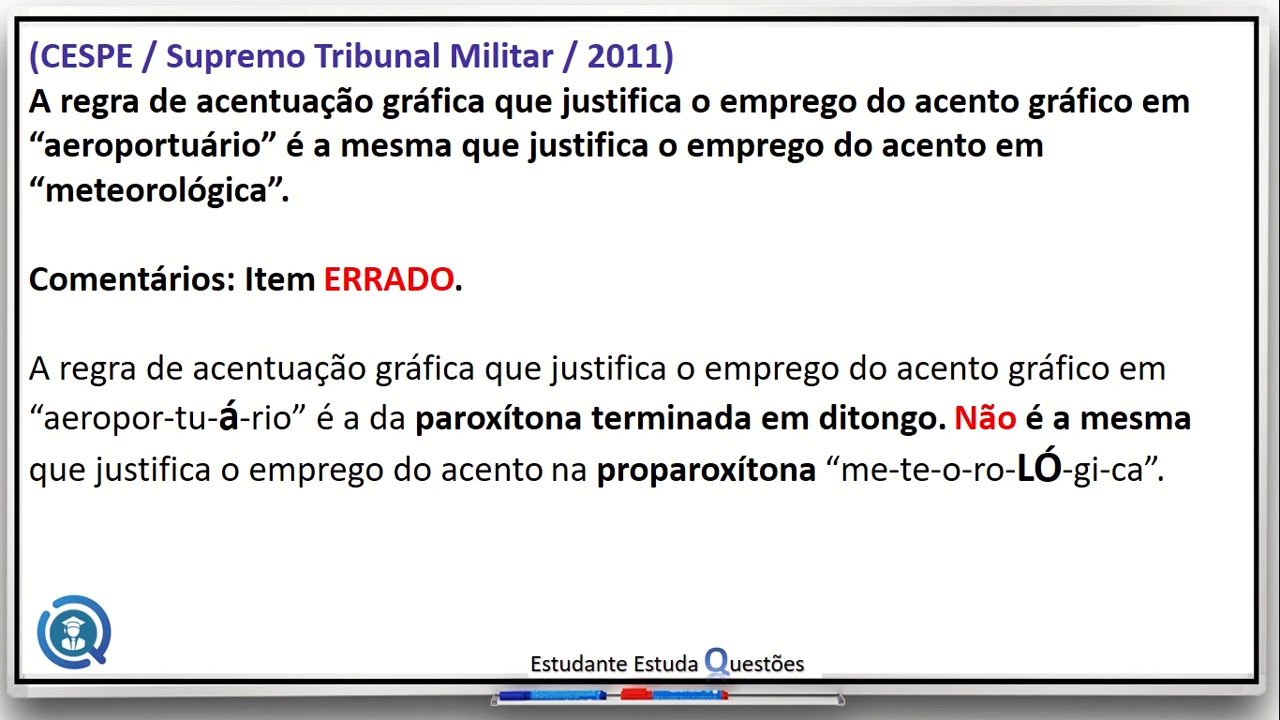 (CESPE / Supremo Tribunal Militar / 2011)
A regra de acentuação gráfica que justifica o emprego do acento gráfico em
“aeroportuário” é a mesma que justifica o emprego do acento em
“meteorológica”.
Comentários: Item ERRADO.
A regra de acentuação gráfica que justifica o emprego do acento gráfico em
“aeropor-tu-á-rio” é a da paroxítona terminada em ditongo. Não é a mesma
que justifica o emprego do acento na proparoxítona “me-te-o-ro-LÓ-gi-ca”.
Estudante Estuda Questões